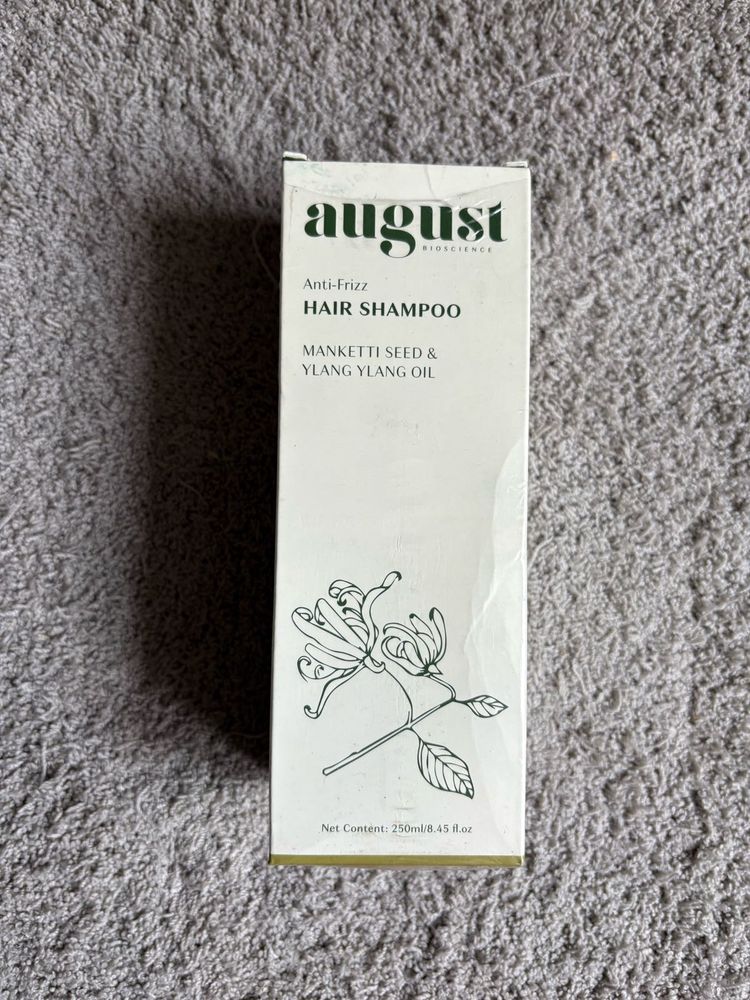 august
BIOSCIENCE
Anti-Frizz
HAIR SHAMPOO
MANKETTI SEED &
YLANG YLANG OIL
Net Content: 250ml/8.45 fl.oz